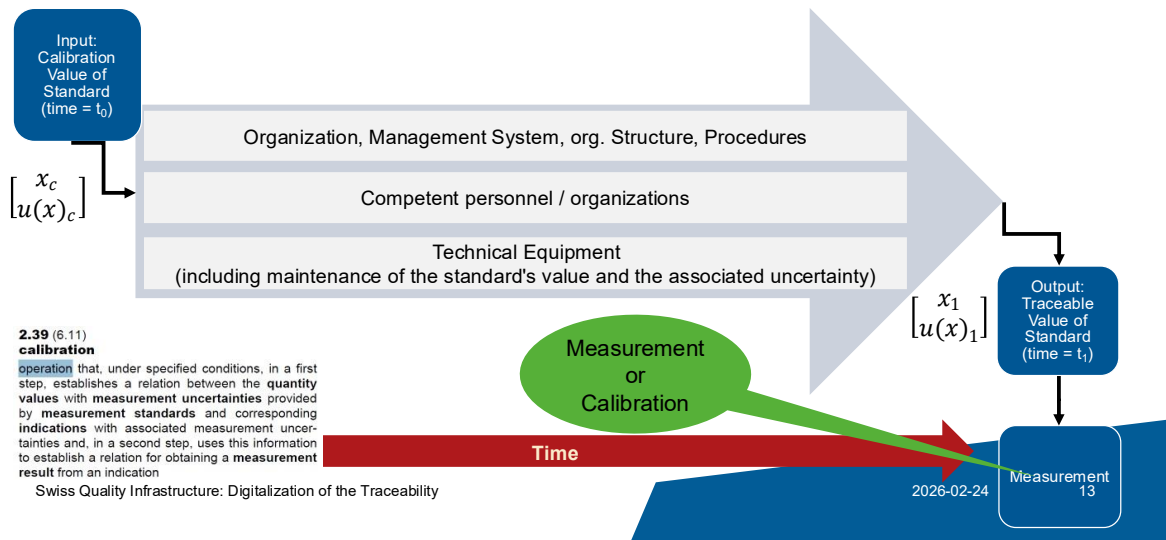 Input:
Calibration
Value of
Standard
(time = t₀)
Organization, Management System, org. Structure, Procedures
[x_c
u(x)_c]
Competent personnel / organizations
Technical Equipment
(including maintenance of the standard's value and the associated uncertainty)
Output:
Traceable
Value of
Standard
(time = t₁)
[x₁
u(x)₁]
2.39 (6.11)
calibration
operation that, under specified conditions, in a first
step, establishes a relation between the quantity
values with measurement uncertainties provided
by measurement standards and corresponding
indications with associated measurement uncer-
tainties and, in a second step, uses this information
to establish a relation for obtaining a measurement
result from an indication
Measurement
or
Calibration
Time
Measurement
Swiss Quality Infrastructure: Digitalization of the Traceability
2026-02-24
13